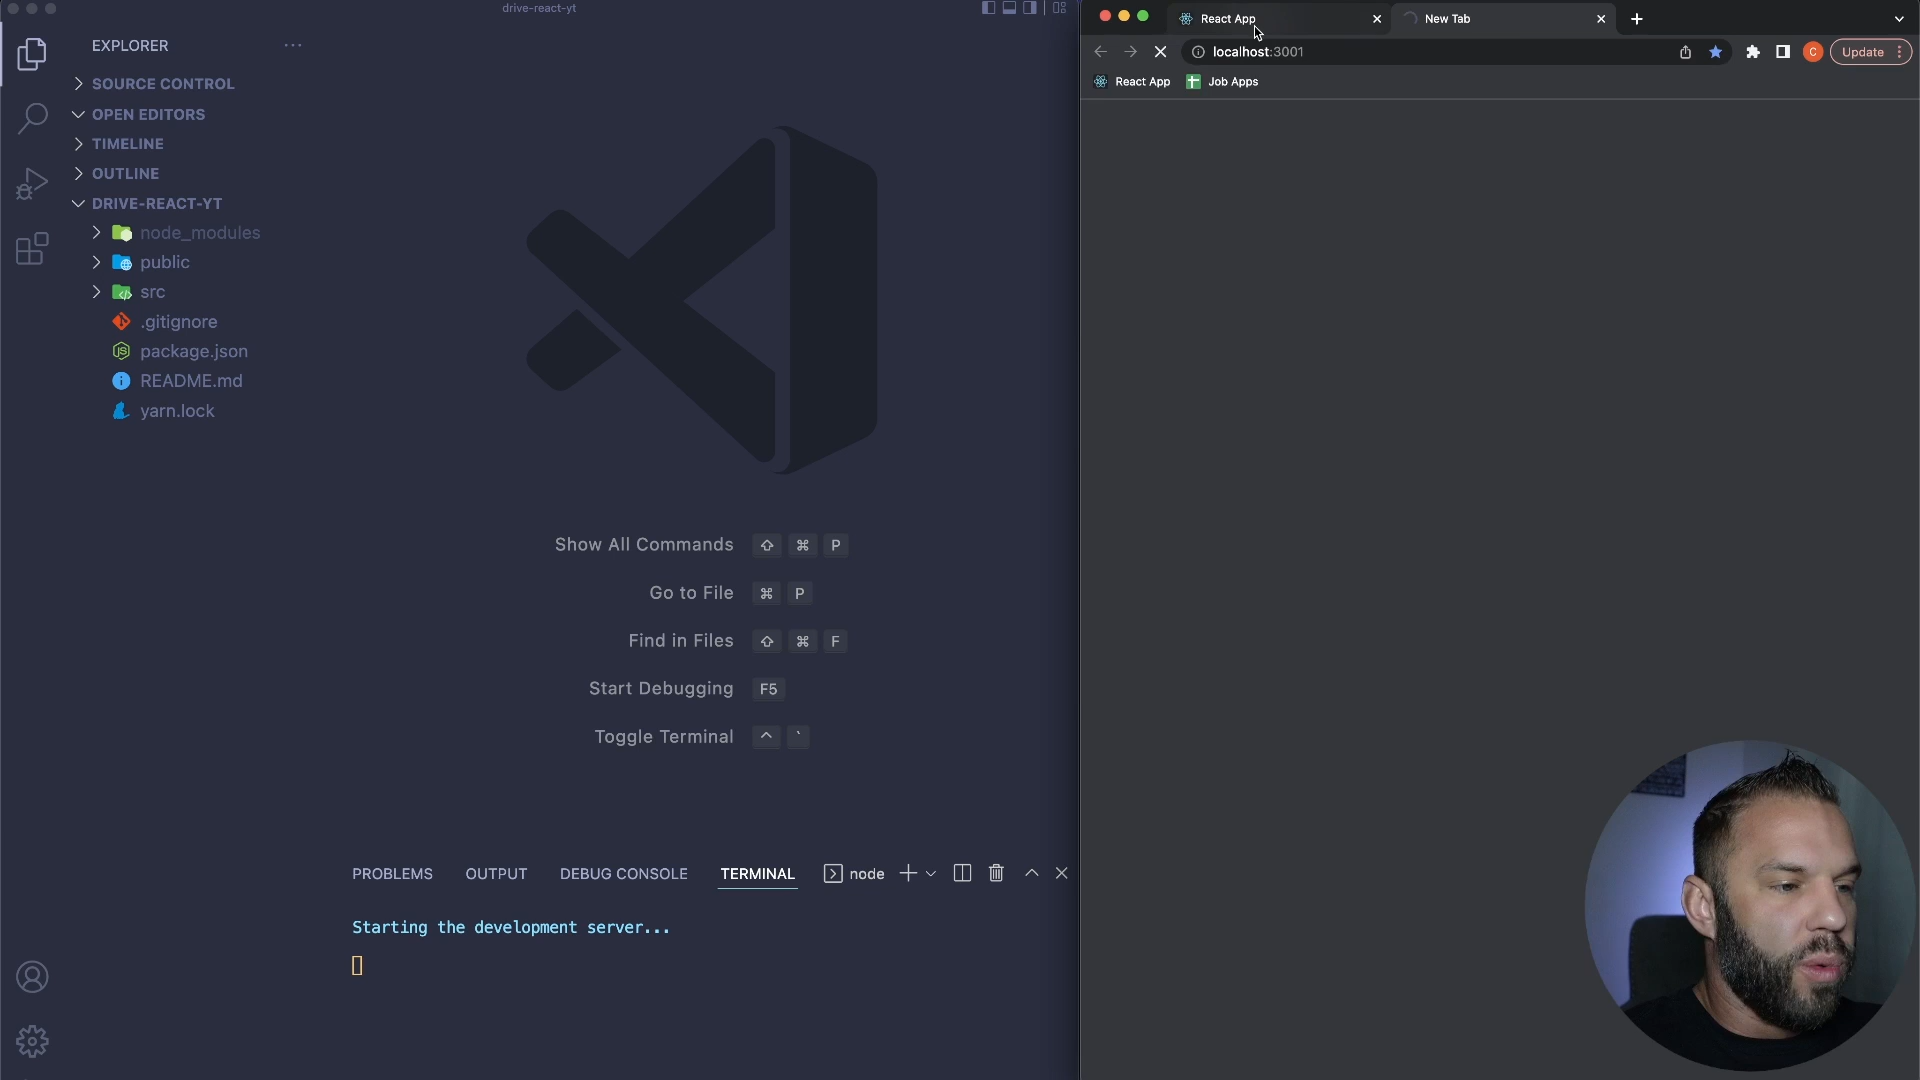 drive-react-yt
EXPLORER
SOURCE CONTROL
OPEN EDITORS
TIMELINE
OUTLINE
DRIVE-REACT-YT
node_modules
public
src
.gitignore
package.json
README.md
yarn.lock
Show All Commands ⇧ ⌘ P
Go to File ⌘ P
Find in Files ⇧ ⌘ F
Start Debugging F5
Toggle Terminal ^ `
PROBLEMS OUTPUT DEBUG CONSOLE TERMINAL node
Starting the development server...
React App New Tab
localhost:3001 C Update
React App Job Apps